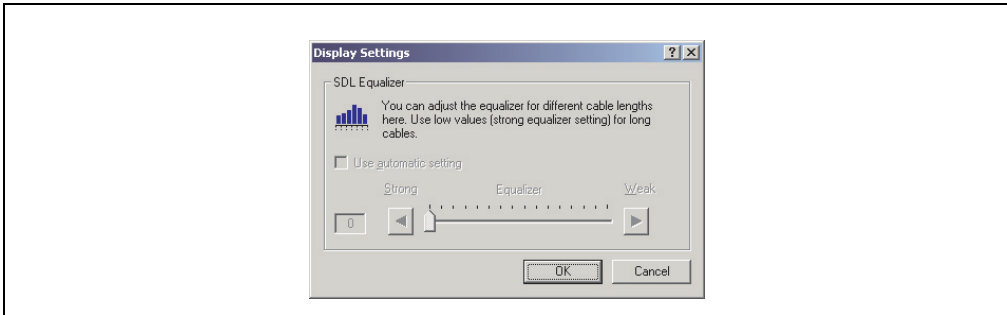 Display Settings
SDL Equalizer
You can adjust the equalizer for different cable lengths
here. Use low values (strong equalizer setting) for long
cables.
Use automatic setting
Strong Equalizer Weak
0
OK Cancel